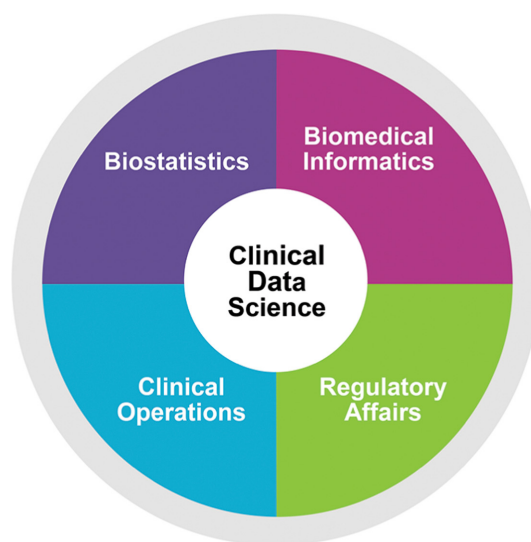 Biostatistics
Biomedical
Informatics
Clinical
Data
Science
Clinical
Operations
Regulatory
Affairs